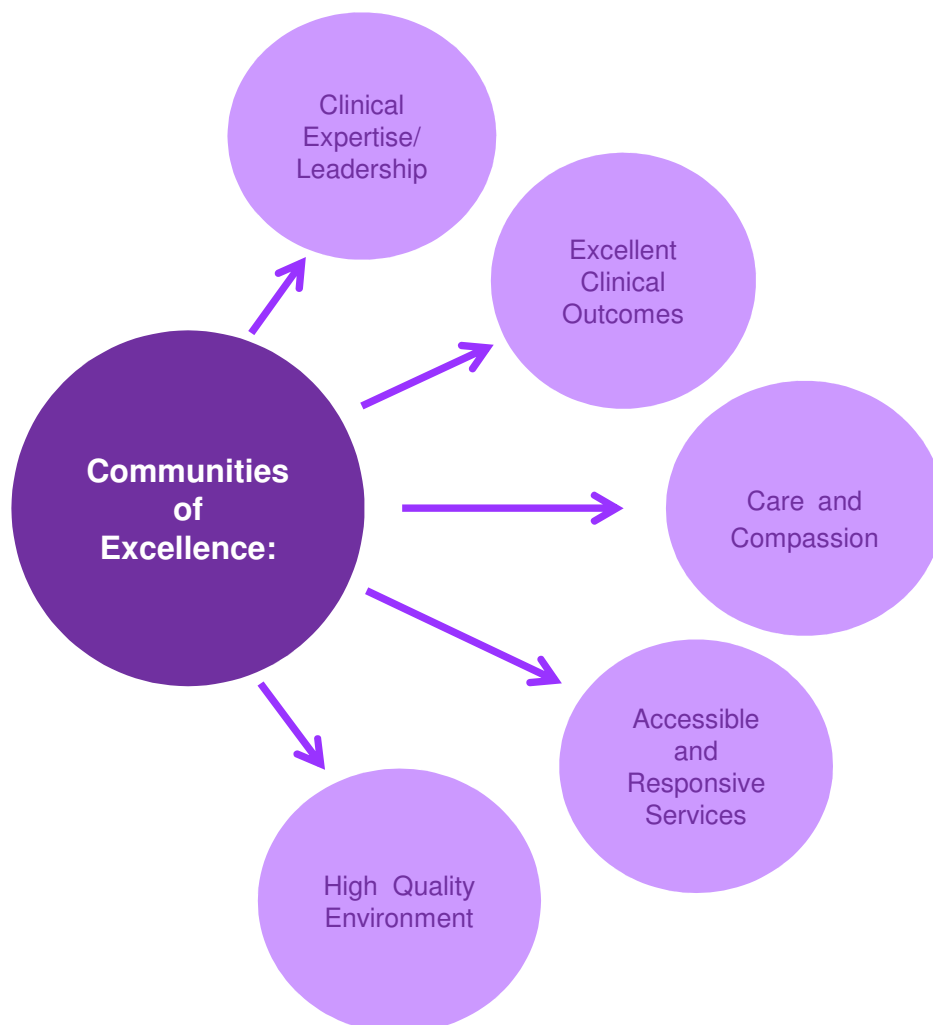 Clinical
Expertise/
Leadership
Excellent
Clinical
Outcomes
Communities
of
Excellence:
Care and
Compassion
Accessible
and
Responsive
Services
High Quality
Environment